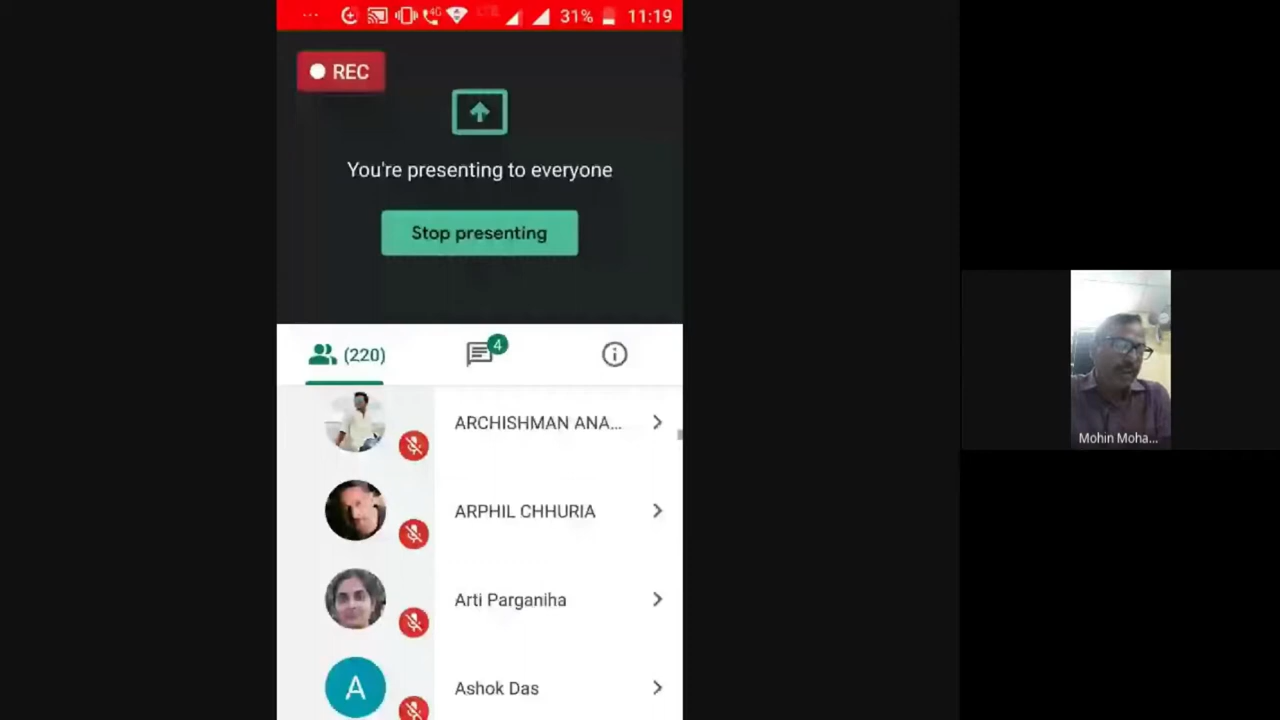 31% 11:19
REC
You're presenting to everyone
Stop presenting
(220)
4
ARCHISHMAN ANA...
ARPHIL CHHURIA
Arti Parganiha
A Ashok Das
Mohin Moha...